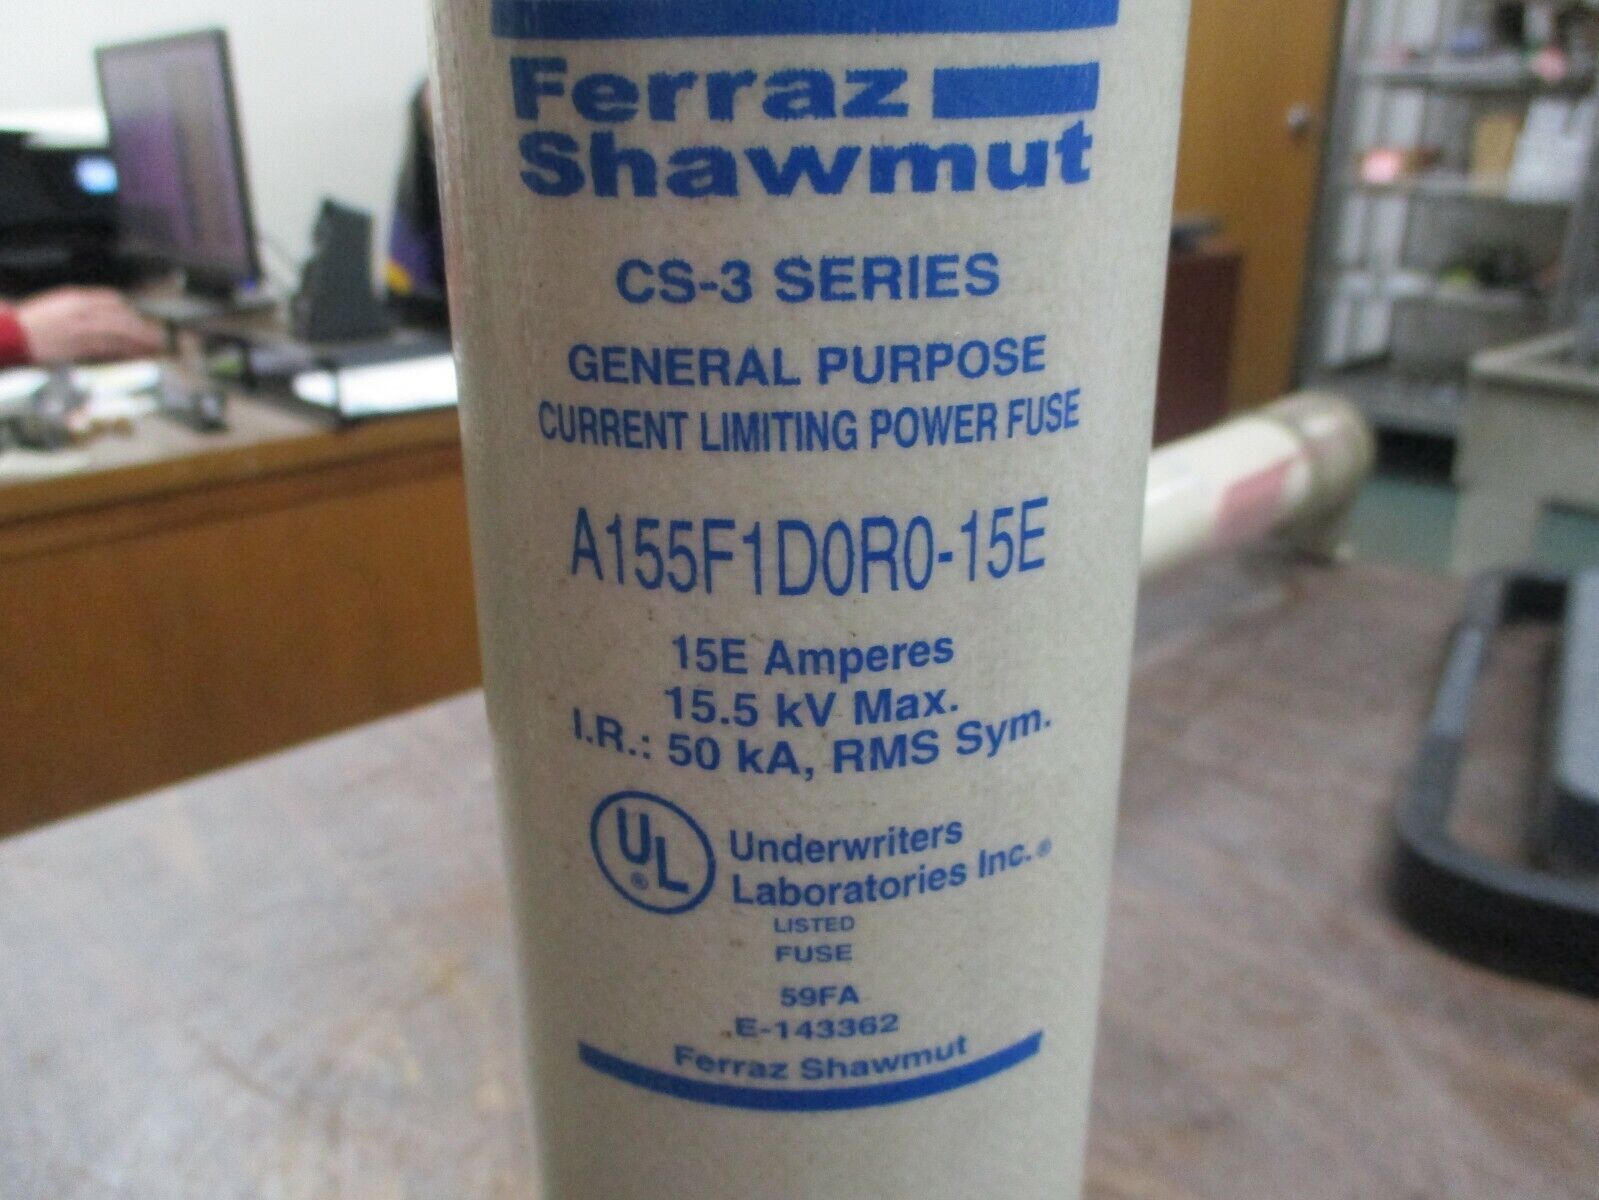 Ferraz
Shawmut
CS-3 SERIES
GENERAL PURPOSE
CURRENT LIMITING POWER FUSE
A155F1D0R0-15E
15E Amperes
15.5 kV Max.
I.R.: 50 kA, RMS Sym.
UL ®
Underwriters
Laboratories Inc.®
LISTED
FUSE
59FA
E-143362
Ferraz Shawmut